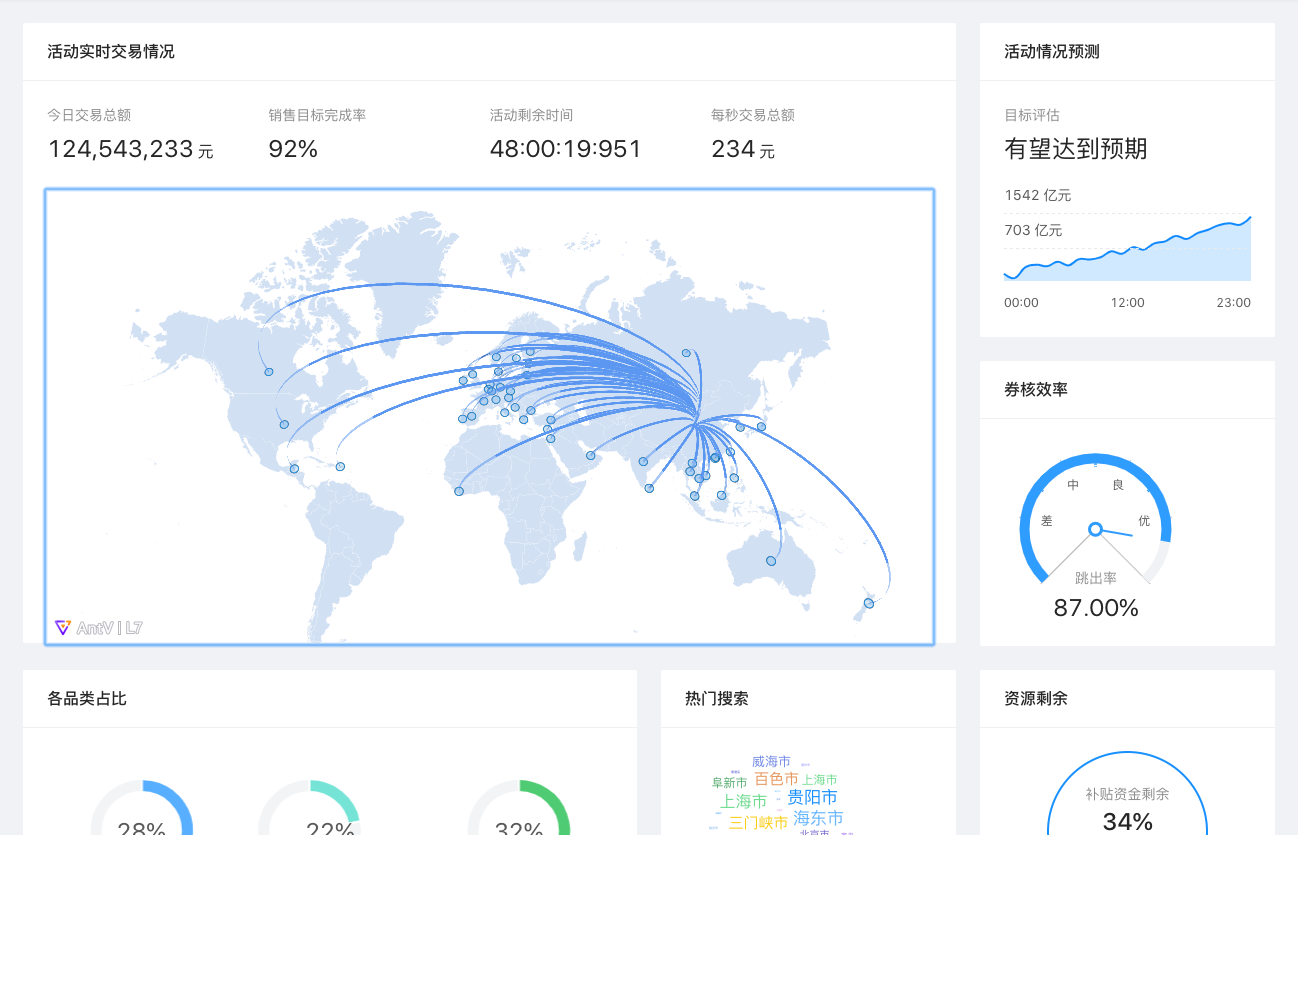 活动实时交易情况
今日交易总额
124,543,233 元
销售目标完成率
92%
活动剩余时间
48:00:19:951
每秒交易总额
234 元
AntV | L7
活动情况预测
目标评估
有望达到预期
1542 亿元
703 亿元
00:00 12:00 23:00
券核效率
中 良
差 优
跳出率
87.00%
各品类占比
28% 22% 32%
热门搜索
威海市
阜新市 百色市 上海市
上海市 贵阳市
三门峡市 海东市
资源剩余
补贴资金剩余
34%